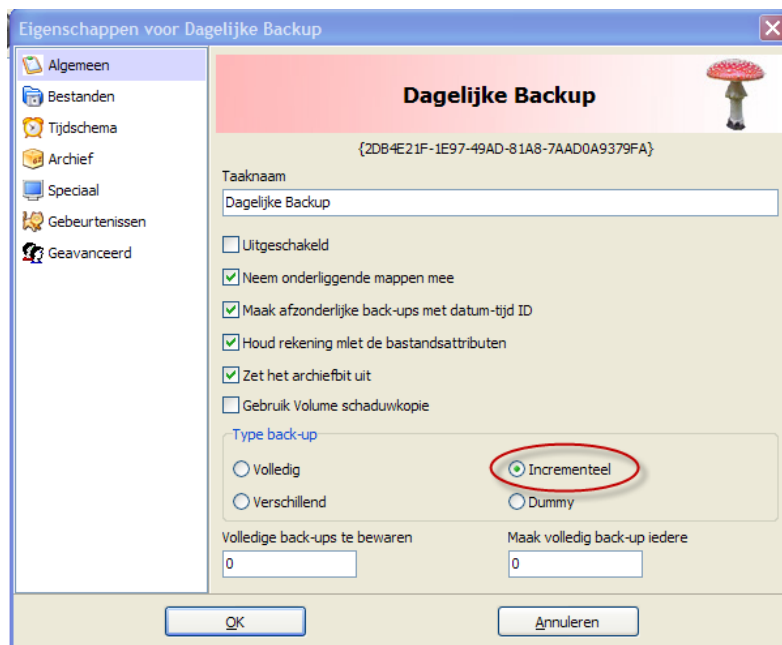 Eigenschappen voor Dagelijke Backup
Algemeen
Bestanden
Tijdschema
Archief
Speciaal
Gebeurtenissen
Geavanceerd
Dagelijke Backup
{2DB4E21F-1E97-49AD-81A8-7AAD0A9379FA}
Taaknaam
Dagelijke Backup
Uitgeschakeld
Neem onderliggende mappen mee
Maak afzonderlijke back-ups met datum-tijd ID
Houd rekening mlet de bastandsattributen
Zet het archiefbit uit
Gebruik Volume schaduwkopie
Type back-up
Volledig
Incrementeel
Verschillend
Dummy
Volledige back-ups te bewaren
Maak volledig back-up iedere
0
0
OK
Annuleren